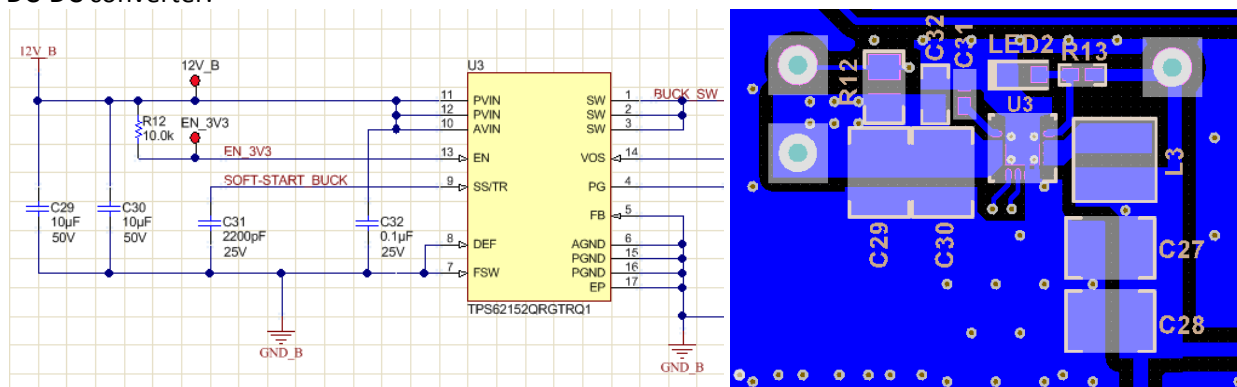 DC-DC converter:
12V_B
12V_B
R12
10.0k
EN_3V3
EN_3V3
SOFT-START BUCK
C29
10µF
50V
C30
10µF
50V
C31
2200pF
25V
C32
0.1µF
25V
GND_B
U3
11 PVIN
12 PVIN
10 AVIN
13 EN
9 SS/TR
8 DEF
7 FSW
SW 1
SW 2
SW 3
VOS 14
PG 4
FB 5
AGND 6
PGND 15
PGND 16
EP 17
BUCK_SW
TPS62152QRGTRQ1
GND_B
R12
C32
C31
LED2
R13
U3
L3
C29
C30
C27
C28